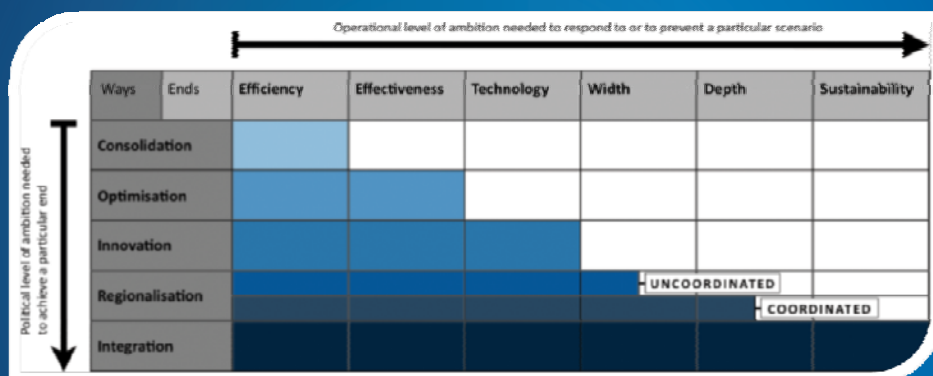 Operational level of ambition needed to respond to or to prevent a particular scenario
Political level of ambition needed
to achieve a particular end
Ways Ends Efficiency Effectiveness Technology Width Depth Sustainability
Consolidation
Optimisation
Innovation
Regionalisation
UNCOORDINATED
COORDINATED
Integration